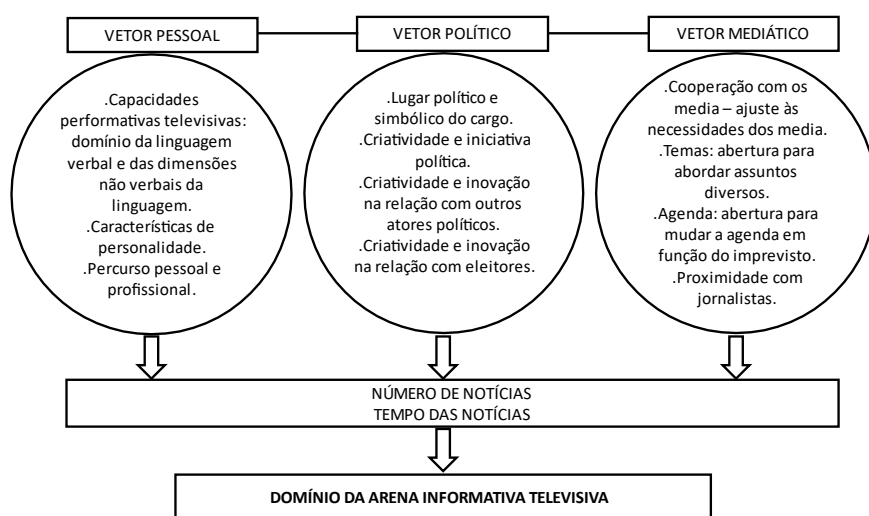 VETOR PESSOAL
VETOR POLÍTICO
VETOR MEDIÁTICO
.Capacidades
performativas televisivas:
domínio da linguagem
verbal e das dimensões
não verbais da
linguagem.
.Características de
personalidade.
.Percurso pessoal e
profissional.
.Lugar político e
simbólico do cargo.
.Criatividade e iniciativa
política.
.Criatividade e inovação
na relação com outros
atores políticos.
.Criatividade e inovação
na relação com eleitores.
.Cooperação com os
media – ajuste às
necessidades dos media.
.Temas: abertura para
abordar assuntos
diversos.
.Agenda: abertura para
mudar a agenda em
função do imprevisto.
.Proximidade com
jornalistas.
NÚMERO DE NOTÍCIAS
TEMPO DAS NOTÍCIAS
DOMÍNIO DA ARENA INFORMATIVA TELEVISIVA